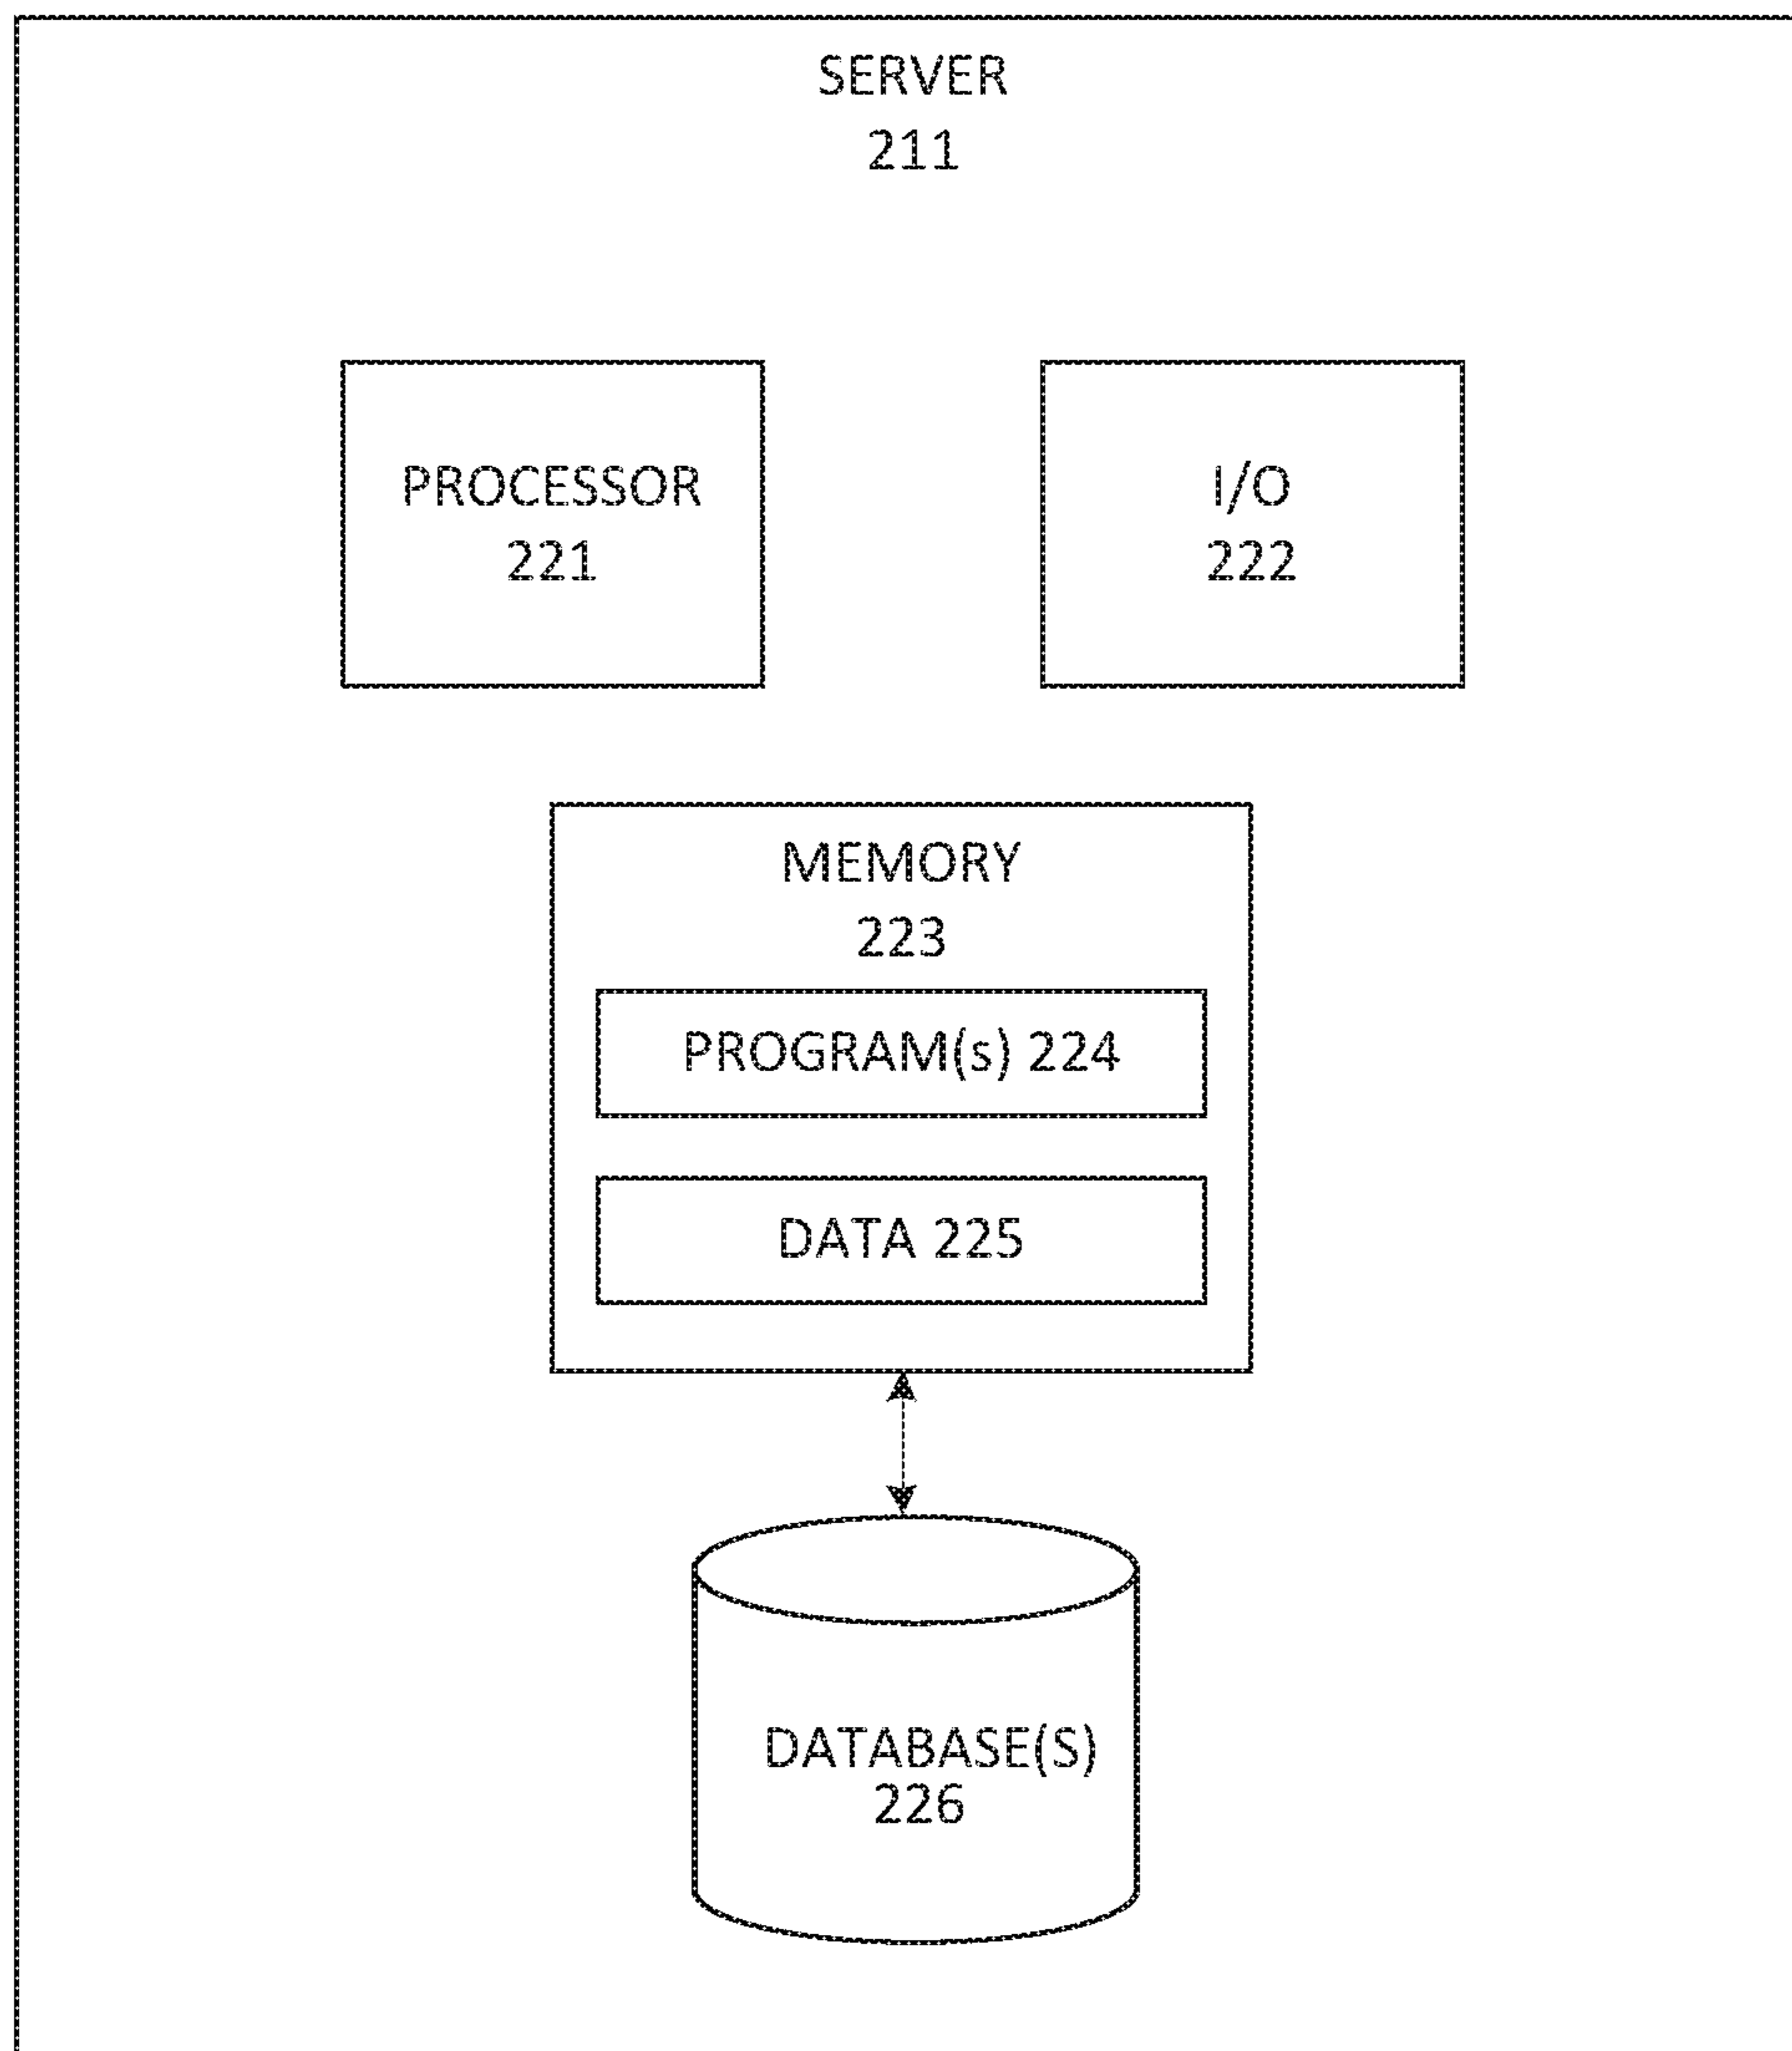 SERVER
211
PROCESSOR
221
I/O
222
MEMORY
223
PROGRAM(s) 224
DATA 225
DATABASE(S)
226